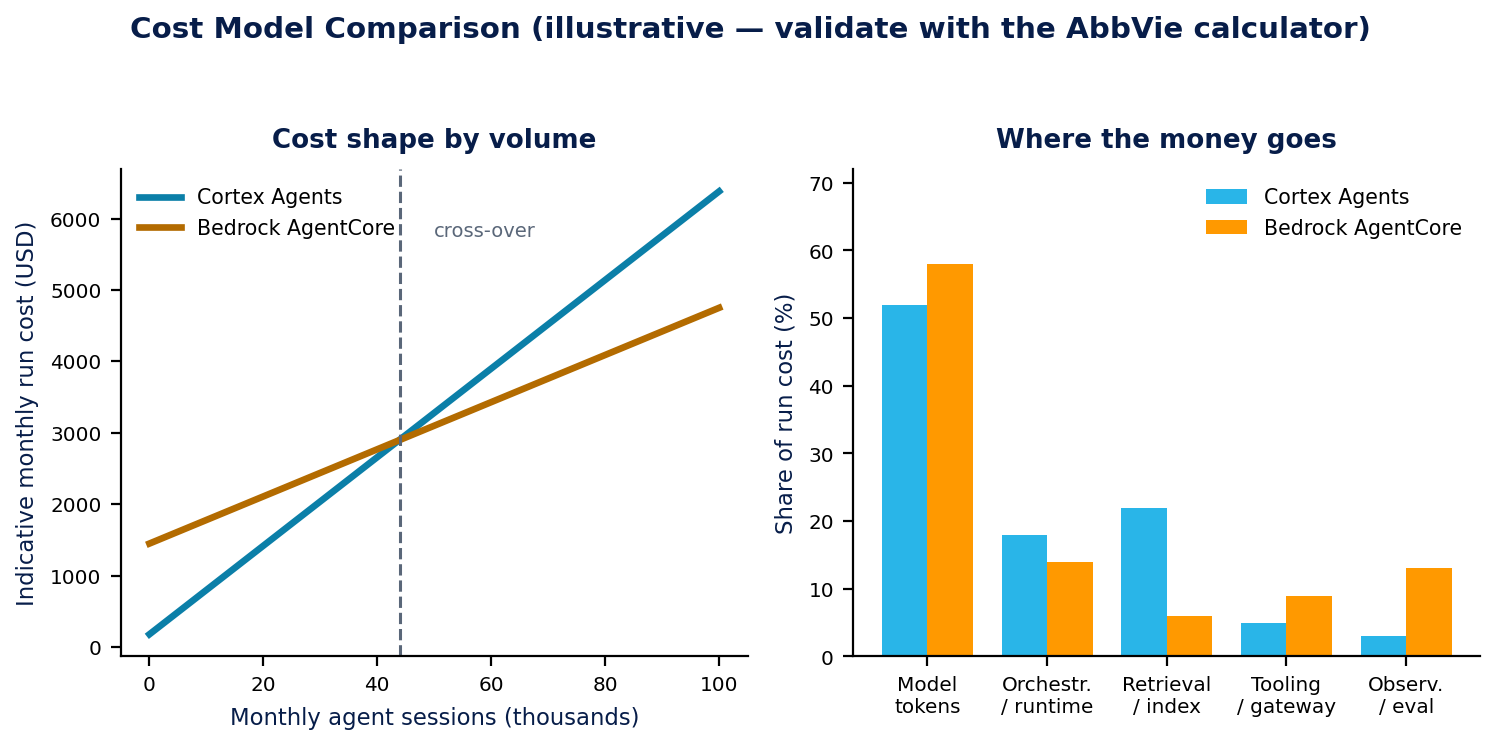 Cost Model Comparison (illustrative — validate with the AbbVie calculator)
Cost shape by volume
Cortex Agents
Bedrock AgentCore
cross-over
Indicative monthly run cost (USD)
6000
5000
4000
3000
2000
1000
0
0 20 40 60 80 100
Monthly agent sessions (thousands)
Where the money goes
Cortex Agents
Bedrock AgentCore
Share of run cost (%)
70
60
50
40
30
20
10
0
Model Orchestr. Retrieval Tooling Observ.
tokens / runtime / index / gateway / eval